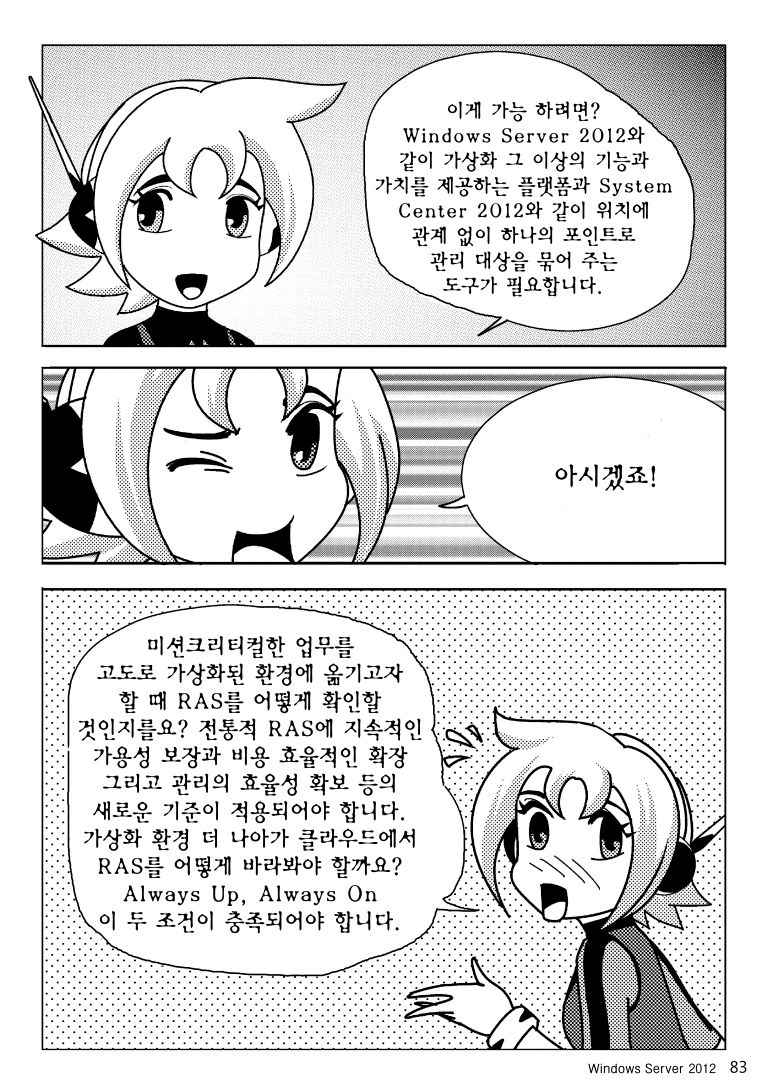 이게 가능 하려면?
Windows Server 2012와
같이 가상화 그 이상의 기능과
가치를 제공하는 플랫폼과 System
Center 2012와 같이 위치에
관계 없이 하나의 포인트로
관리 대상을 묶어 주는
도구가 필요합니다.
아시겠죠!
미션크리티컬한 업무를
고도로 가상화된 환경에 옮기고자
할 때 RAS를 어떻게 확인할
것인지를요? 전통적 RAS에 지속적인
가용성 보장과 비용 효율적인 확장
그리고 관리의 효율성 확보 등의
새로운 기준이 적용되어야 합니다.
가상화 환경 더 나아가 클라우드에서
RAS를 어떻게 바라봐야 할까요?
Always Up, Always On
이 두 조건이 충족되어야 합니다.
Windows Server 2012 83